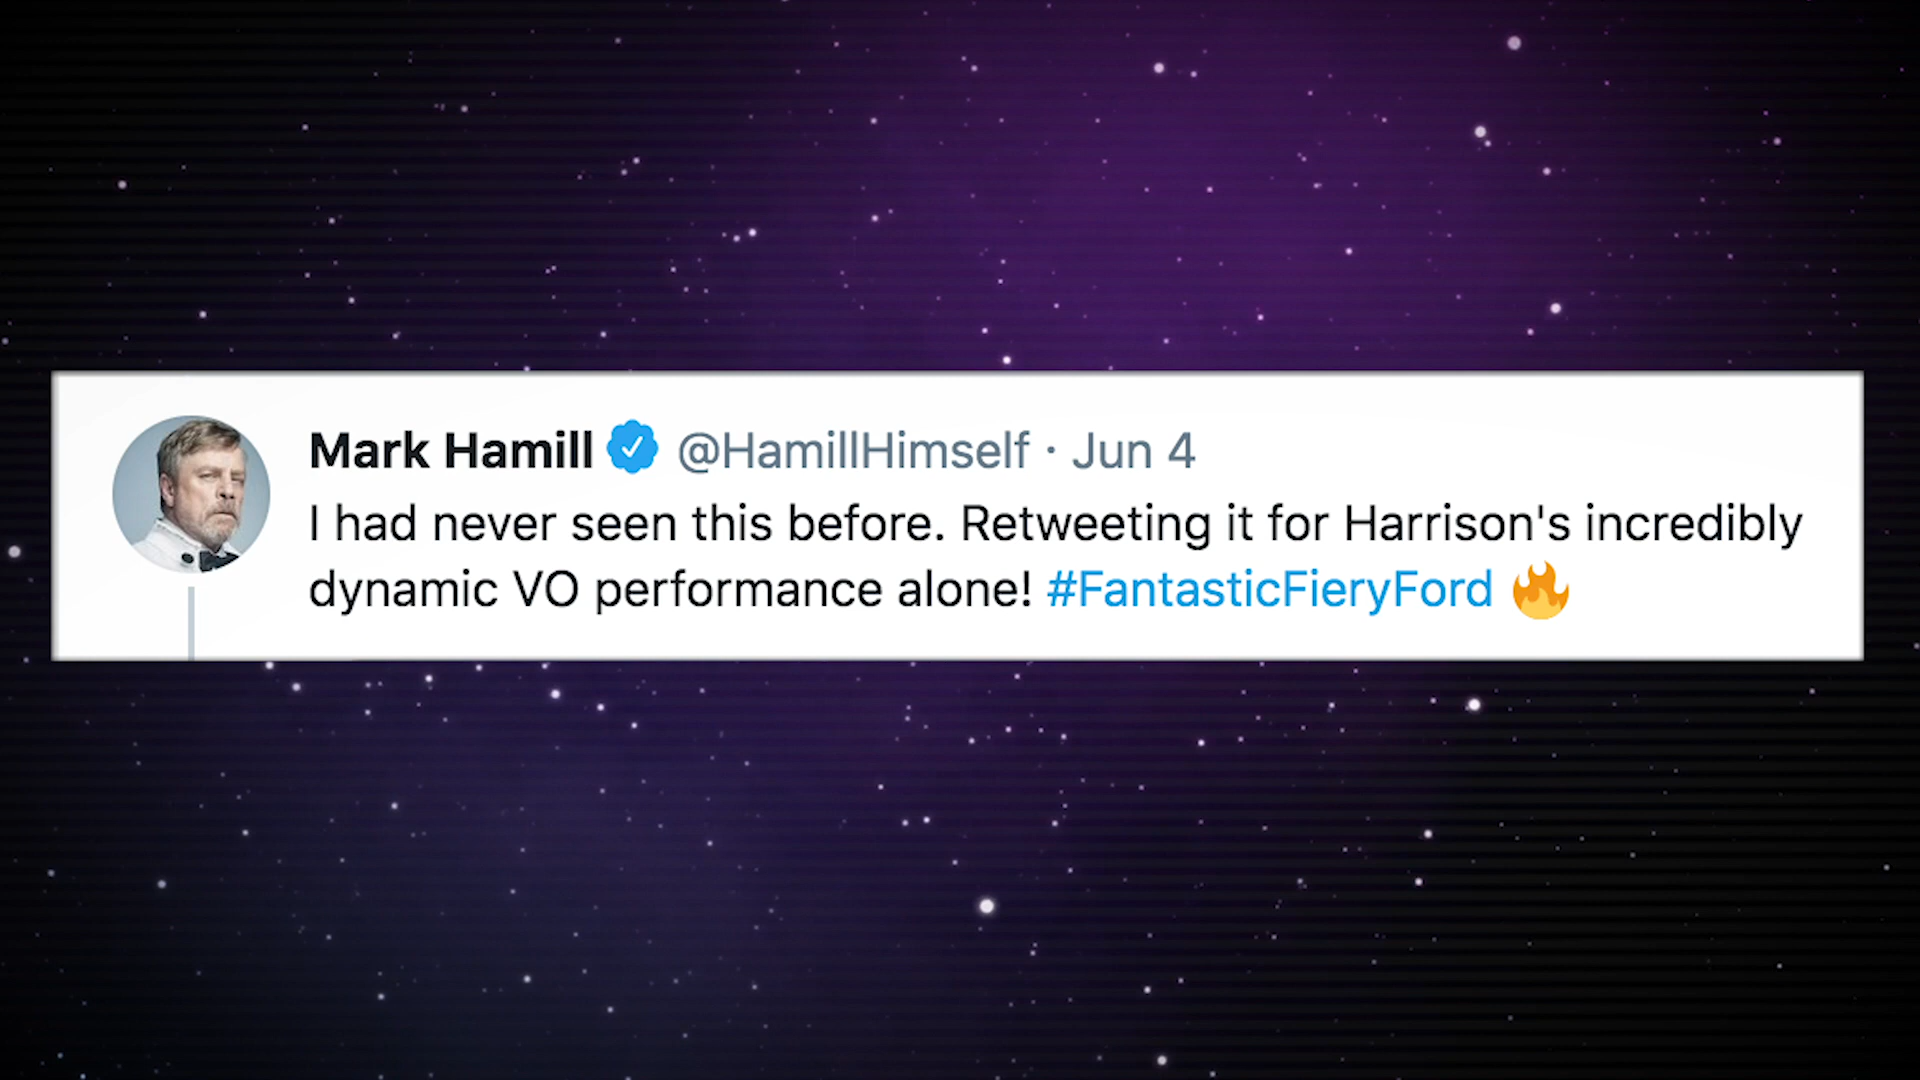 Mark Hamill @HamillHimself · Jun 4
I had never seen this before. Retweeting it for Harrison's incredibly
dynamic VO performance alone! #FantasticFieryFord 🔥